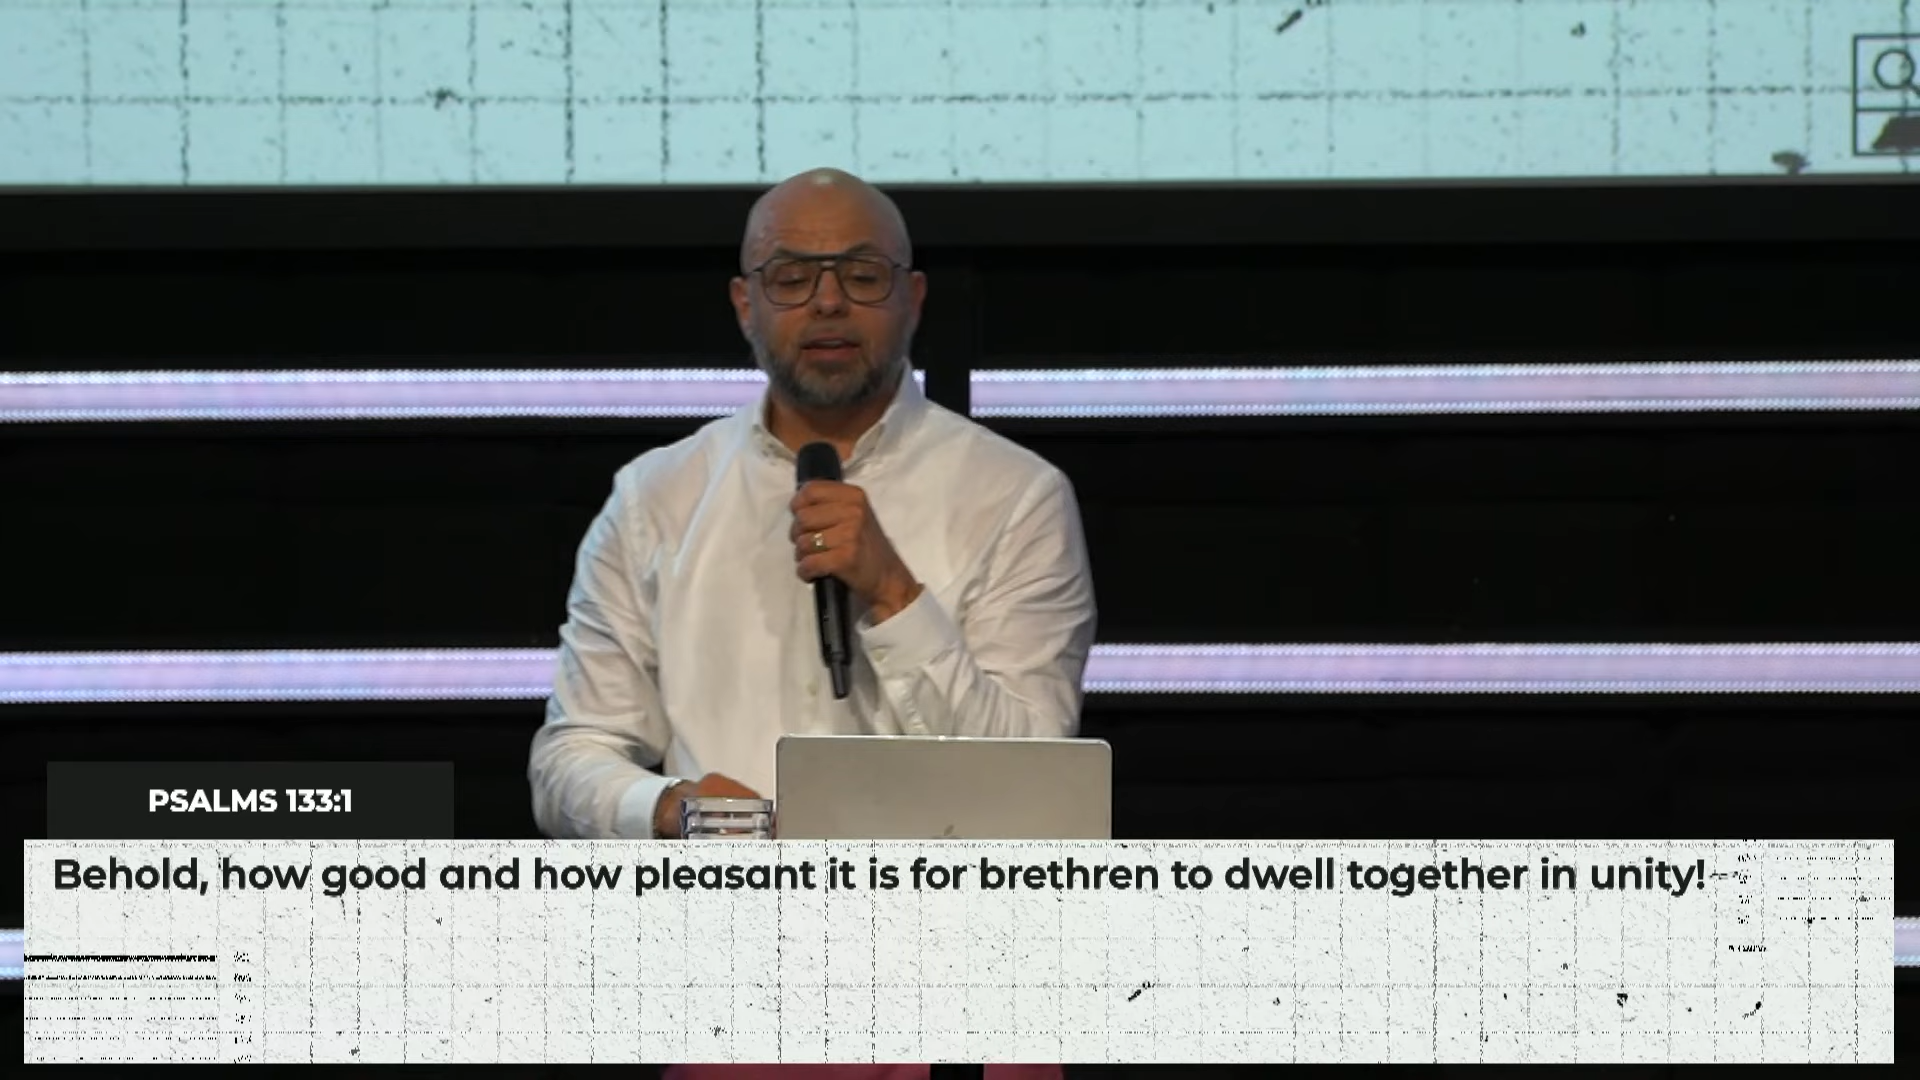 PSALMS 133:1
Behold, how good and how pleasant it is for brethren to dwell together in unity!